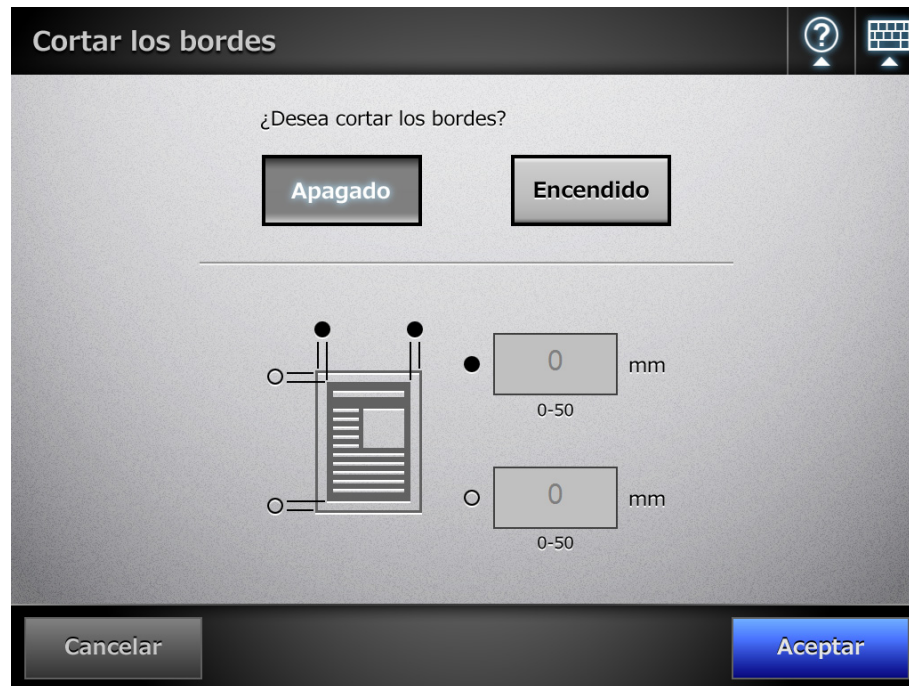 Cortar los bordes
?
¿Desea cortar los bordes?
Apagado
Encendido
0
mm
0-50
0
mm
0-50
Cancelar
Aceptar